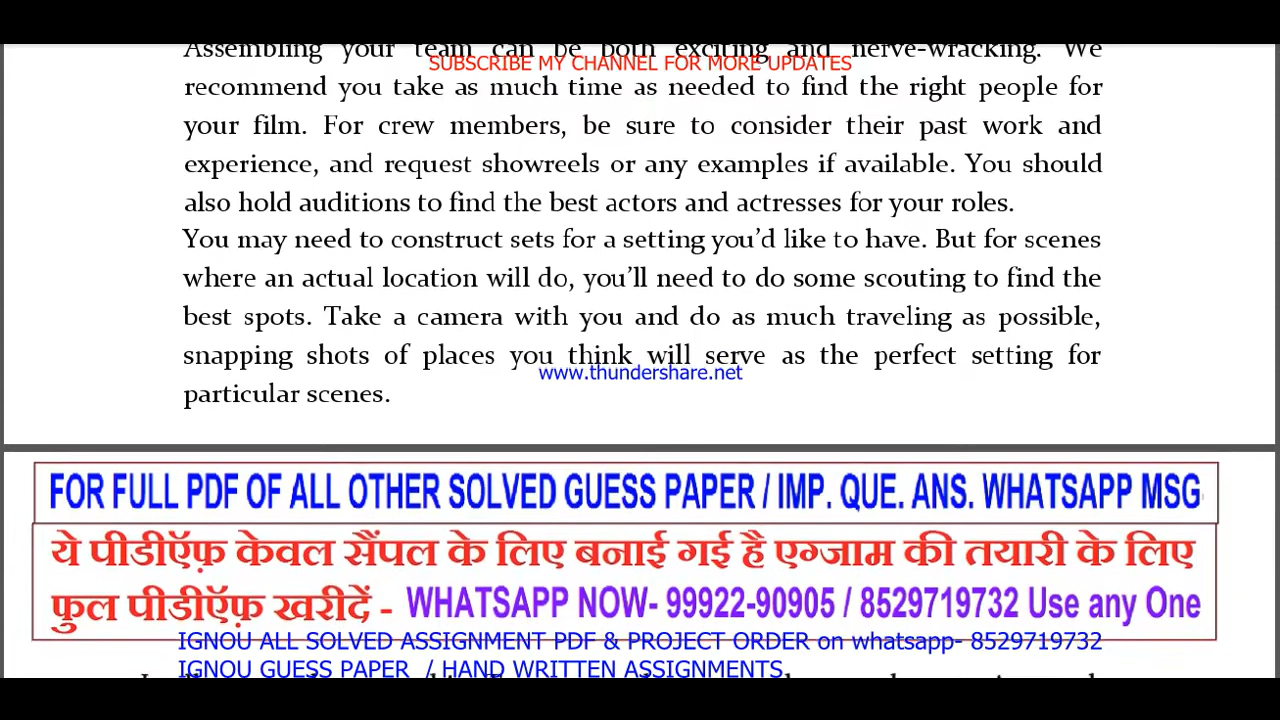 Assembling your team can be both exciting and nerve-wracking. We
SUBSCRIBE MY CHANNEL FOR MORE UPDATES
recommend you take as much time as needed to find the right people for
your film. For crew members, be sure to consider their past work and
experience, and request showreels or any examples if available. You should
also hold auditions to find the best actors and actresses for your roles.
You may need to construct sets for a setting you'd like to have. But for scenes
where an actual location will do, you'll need to do some scouting to find the
best spots. Take a camera with you and do as much traveling as possible,
snapping shots of places you think will serve as the perfect setting for
www.thundershare.net
particular scenes.
FOR FULL PDF OF ALL OTHER SOLVED GUESS PAPER / IMP. QUE. ANS. WHATSAPP MSG
ये पीडीऍफ़ केवल सैंपल के लिए बनाई गई है एग्जाम की तयारी के लिए
फुल पीडीऍफ़ खरीदें - WHATSAPP NOW- 99922-90905 / 8529719732 Use any One
IGNOU ALL SOLVED ASSIGNMENT PDF & PROJECT ORDER on whatsapp- 8529719732
IGNOU GUESS PAPER / HAND WRITTEN ASSIGNMENTS